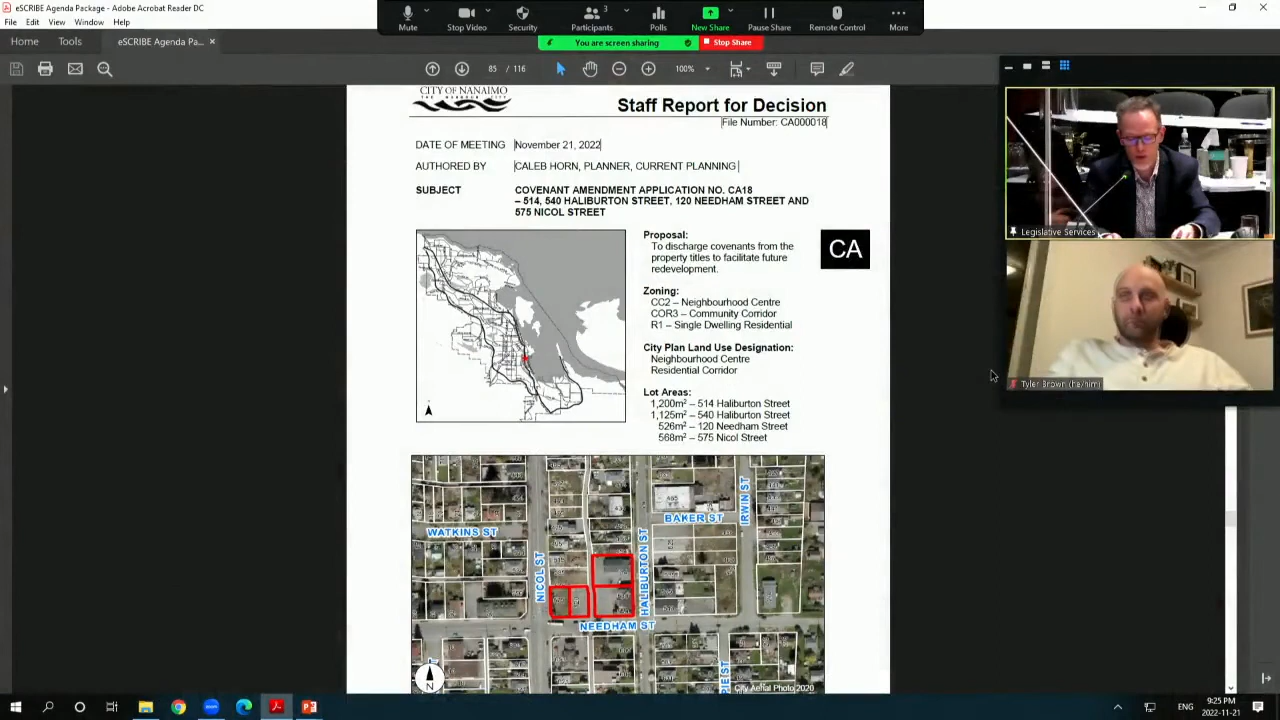 eSCRIBE Agenda Package - Adobe Acrobat Reader DC
File Edit View Window Help
Home Tools eSCRIBE Agenda Pa... ×
Mute Stop Video Security Participants 3 Polls New Share Pause Share Remote Control More
You are screen sharing Stop Share
85 / 116 100%
CITY OF NANAIMO
THE HARBOUR CITY
Staff Report for Decision
File Number: CA000018
DATE OF MEETING November 21, 2022
AUTHORED BY CALEB HORN, PLANNER, CURRENT PLANNING
SUBJECT COVENANT AMENDMENT APPLICATION NO. CA18
– 514, 540 HALIBURTON STREET, 120 NEEDHAM STREET AND
575 NICOL STREET
Proposal:
To discharge covenants from the
property titles to facilitate future
redevelopment.
CA
Zoning:
CC2 – Neighbourhood Centre
COR3 – Community Corridor
R1 – Single Dwelling Residential
City Plan Land Use Designation:
Neighbourhood Centre
Residential Corridor
Lot Areas:
1,200m² – 514 Haliburton Street
1,125m² – 540 Haliburton Street
526m² – 120 Needham Street
568m² – 575 Nicol Street
WATKINS ST
NICOL ST
HALIBURTON ST
BAKER ST
IRWIN ST
NEEDHAM ST
465
N
City Aerial Photo 2020
Legislative Services
Tyler Brown (he/him)
ENG
9:25 PM
2022-11-21